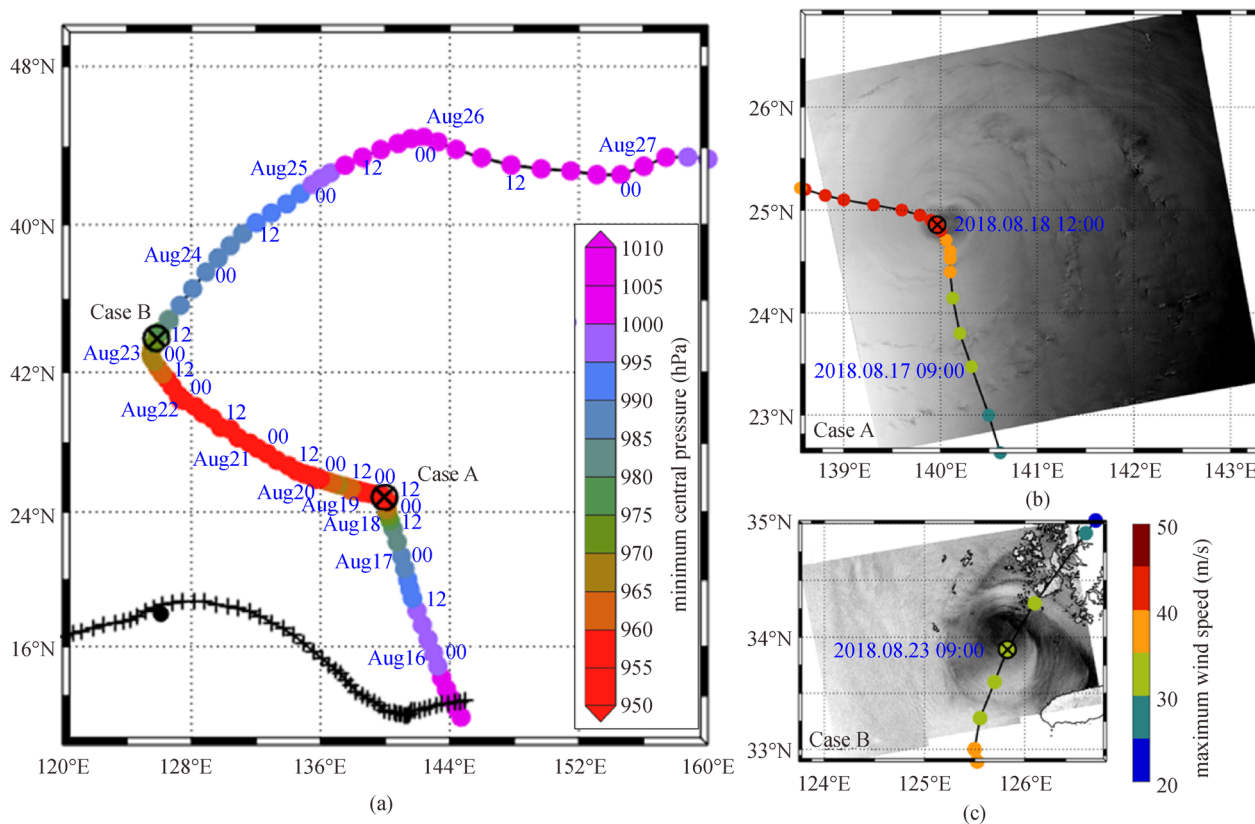 48°N
40°N
42°N
24°N
16°N
120°E
128°E
136°E
144°E
152°E
160°E
Aug26
00
Aug27
Aug25
12
00
12
00
12
Aug24
00
Case B
12
Aug23
00
12
00
Aug22
12
00
Aug21
12
00
12
00
Case A
12
Aug20
Aug19
00
Aug18
12
Aug17
00
12
Aug16
00
minimum central pressure (hPa)
1010
1005
1000
995
990
985
980
975
970
965
960
955
950
(a)
26°N
25°N
24°N
23°N
2018.08.18 12:00
2018.08.17 09:00
Case A
139°E
140°E
141°E
142°E
143°E
(b)
35°N
34°N
33°N
2018.08.23 09:00
Case B
124°E
125°E
126°E
(c)
50
40
30
20
maximum wind speed (m/s)